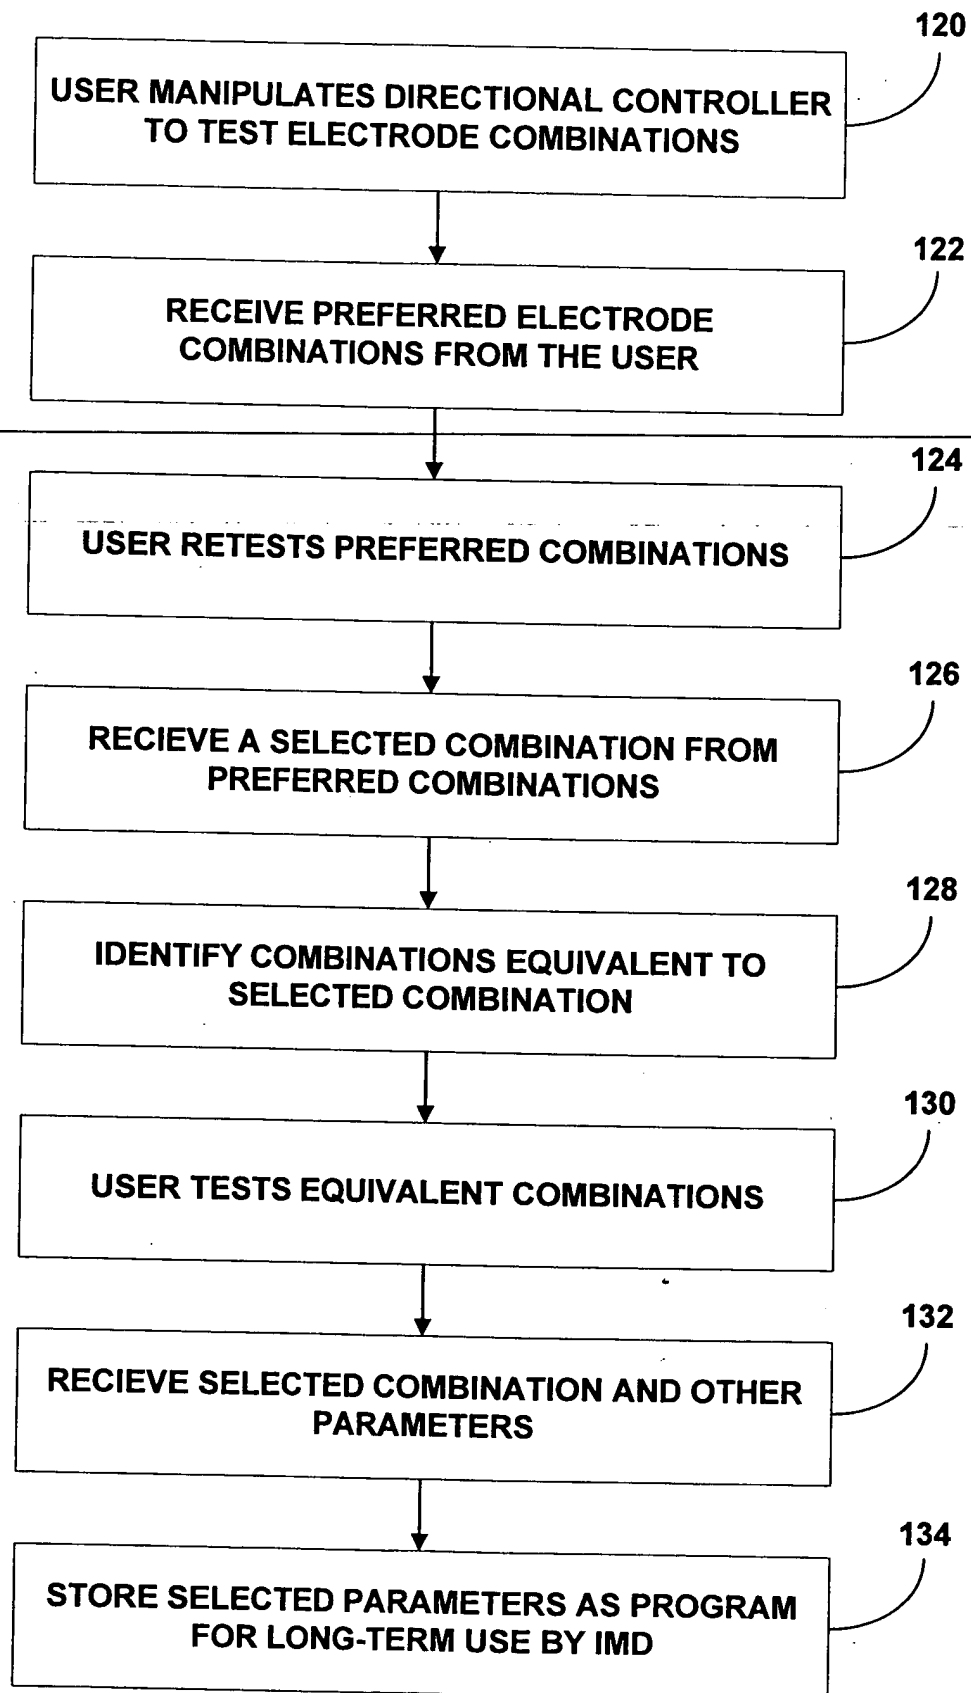 120
USER MANIPULATES DIRECTIONAL CONTROLLER
TO TEST ELECTRODE COMBINATIONS
122
RECEIVE PREFERRED ELECTRODE
COMBINATIONS FROM THE USER
124
USER RETESTS PREFERRED COMBINATIONS
126
RECIEVE A SELECTED COMBINATION FROM
PREFERRED COMBINATIONS
128
IDENTIFY COMBINATIONS EQUIVALENT TO
SELECTED COMBINATION
130
USER TESTS EQUIVALENT COMBINATIONS
132
RECIEVE SELECTED COMBINATION AND OTHER
PARAMETERS
134
STORE SELECTED PARAMETERS AS PROGRAM
FOR LONG-TERM USE BY IMD